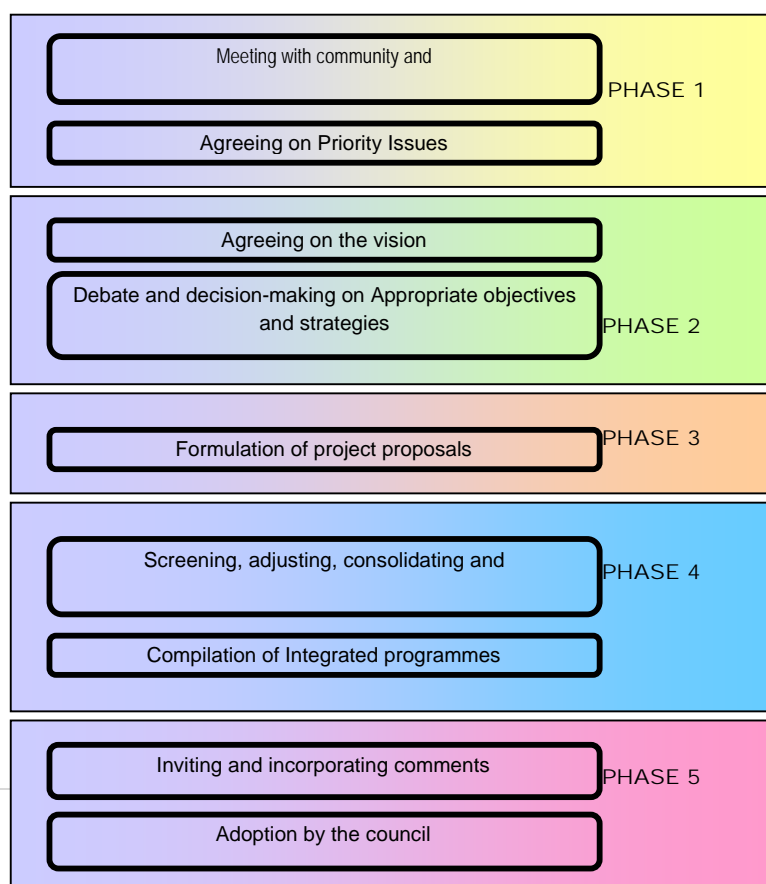 Meeting with community and
PHASE 1
Agreeing on Priority Issues
Agreeing on the vision
Debate and decision-making on Appropriate objectives
and strategies
PHASE 2
Formulation of project proposals
PHASE 3
Screening, adjusting, consolidating and
PHASE 4
Compilation of Integrated programmes
Inviting and incorporating comments
PHASE 5
Adoption by the council